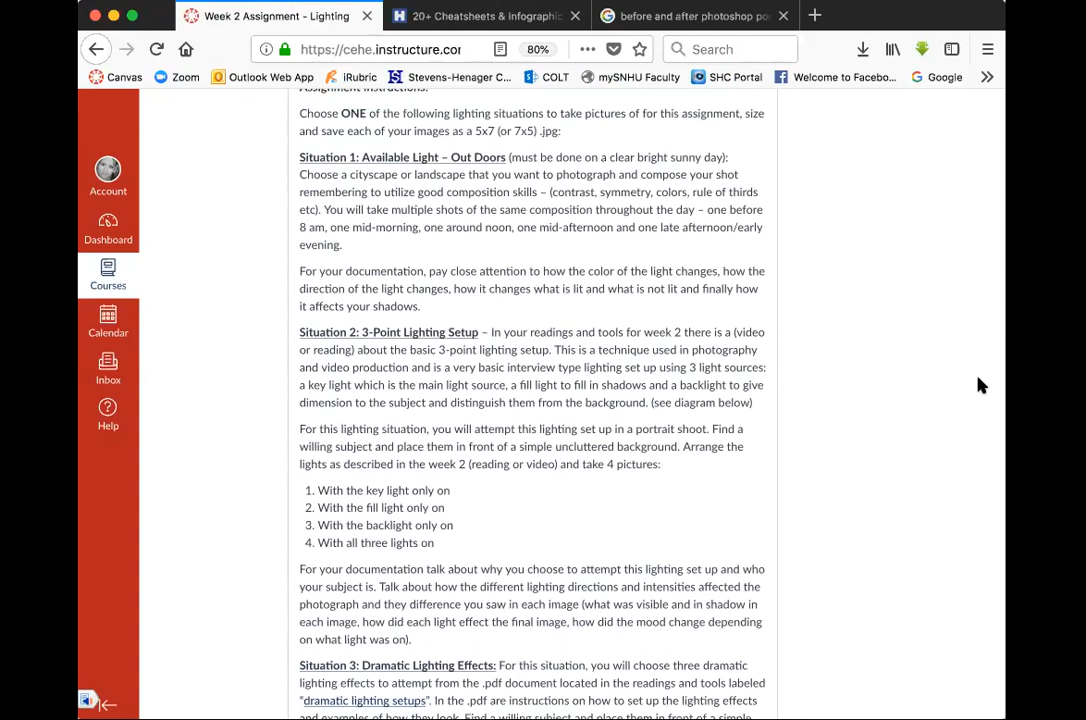 Week 2 Assignment - Lighting
20+ Cheatsheets & Infographic
before and after photoshop po
https://cehe.instructure.cor
80%
Search
Canvas
Zoom
Outlook Web App
iRubric
Stevens-Henager C...
COLT
mySNHU Faculty
SHC Portal
Welcome to Facebo...
Google
Account
Dashboard
Courses
Calendar
Inbox
Help
Assignment Instructions:
Choose ONE of the following lighting situations to take pictures of for this assignment, size
and save each of your images as a 5x7 (or 7x5) .jpg:
Situation 1: Available Light – Out Doors (must be done on a clear bright sunny day):
Choose a cityscape or landscape that you want to photograph and compose your shot
remembering to utilize good composition skills – (contrast, symmetry, colors, rule of thirds
etc). You will take multiple shots of the same composition throughout the day – one before
8 am, one mid-morning, one around noon, one mid-afternoon and one late afternoon/early
evening.
For your documentation, pay close attention to how the color of the light changes, how the
direction of the light changes, how it changes what is lit and what is not lit and finally how
it affects your shadows.
Situation 2: 3-Point Lighting Setup – In your readings and tools for week 2 there is a (video
or reading) about the basic 3-point lighting setup. This is a technique used in photography
and video production and is a very basic interview type lighting set up using 3 light sources:
a key light which is the main light source, a fill light to fill in shadows and a backlight to give
dimension to the subject and distinguish them from the background. (see diagram below)
For this lighting situation, you will attempt this lighting set up in a portrait shoot. Find a
willing subject and place them in front of a simple uncluttered background. Arrange the
lights as described in the week 2 (reading or video) and take 4 pictures:
1. With the key light only on
2. With the fill light only on
3. With the backlight only on
4. With all three lights on
For your documentation talk about why you choose to attempt this lighting set up and who
your subject is. Talk about how the different lighting directions and intensities affected the
photograph and they difference you saw in each image (what was visible and in shadow in
each image, how did each light effect the final image, how did the mood change depending
on what light was on).
Situation 3: Dramatic Lighting Effects: For this situation, you will choose three dramatic
lighting effects to attempt from the .pdf document located in the readings and tools labeled
"dramatic lighting setups". In the .pdf are instructions on how to set up the lighting effects
and examples of how they look. Find a willing subject and place them in front of a simple